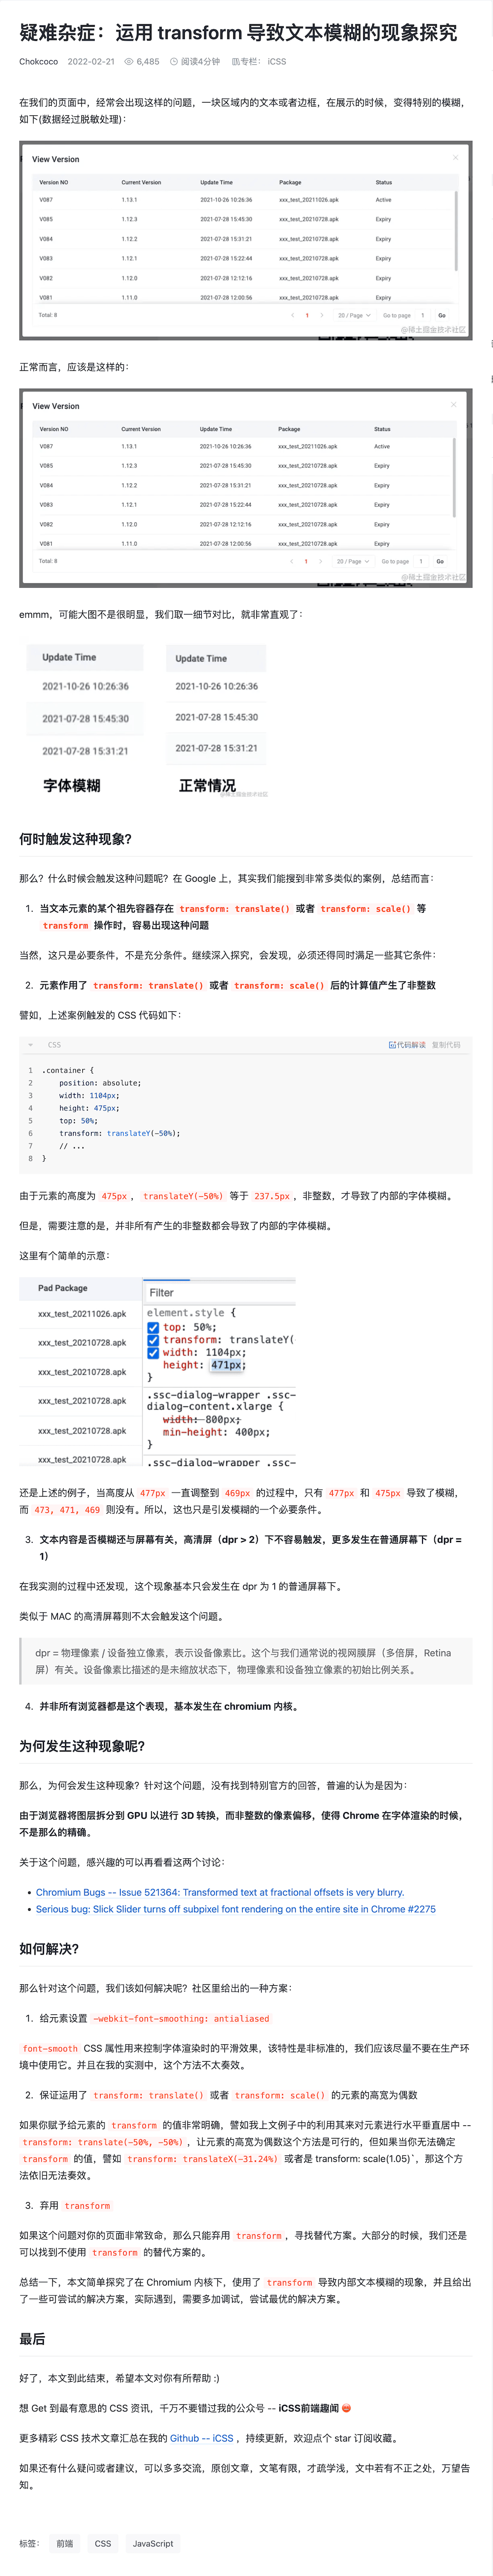 疑难杂症：运用 transform 导致文本模糊的现象探究
Chokcoco 2022-02-21 6,485 阅读4分钟 专栏： iCSS
在我们的页面中，经常会出现这样的问题，一块区域内的文本或者边框，在展示的时候，变得特别的模糊，
如下(数据经过脱敏处理)：
View Version
Version NO Current Version Update Time Package Status
V087 1.13.1 2021-10-26 10:26:36 xxx_test_20211026.apk Active
V085 1.12.3 2021-07-28 15:45:30 xxx_test_20210728.apk Expiry
V084 1.12.2 2021-07-28 15:31:21 xxx_test_20210728.apk Expiry
V083 1.12.1 2021-07-28 15:22:44 xxx_test_20210728.apk Expiry
V082 1.12.0 2021-07-28 12:12:16 xxx_test_20210728.apk Expiry
V081 1.11.0 2021-07-28 12:00:56 xxx_test_20210728.apk Expiry
Total: 8 1 20 / Page Go to page 1 Go
@稀土掘金技术社区
正常而言，应该是这样的：
View Version
Version NO Current Version Update Time Package Status
V087 1.13.1 2021-10-26 10:26:36 xxx_test_20211026.apk Active
V085 1.12.3 2021-07-28 15:45:30 xxx_test_20210728.apk Expiry
V084 1.12.2 2021-07-28 15:31:21 xxx_test_20210728.apk Expiry
V083 1.12.1 2021-07-28 15:22:44 xxx_test_20210728.apk Expiry
V082 1.12.0 2021-07-28 12:12:16 xxx_test_20210728.apk Expiry
V081 1.11.0 2021-07-28 12:00:56 xxx_test_20210728.apk Expiry
Total: 8 1 20 / Page Go to page 1 Go
@稀土掘金技术社区
emmm，可能大图不是很明显，我们取一细节对比，就非常直观了：
Update Time Update Time
2021-10-26 10:26:36 2021-10-26 10:26:36
2021-07-28 15:45:30 2021-07-28 15:45:30
2021-07-28 15:31:21 2021-07-28 15:31:21
字体模糊 正常情况
@稀土掘金技术社区
何时触发这种现象？
那么？什么时候会触发这种问题呢？在 Google 上，其实我们能搜到非常多类似的案例，总结而言：
1. 当文本元素的某个祖先容器存在 transform: translate() 或者 transform: scale() 等
transform 操作时，容易出现这种问题
当然，这只是必要条件，不是充分条件。继续深入探究，会发现，必须还得同时满足一些其它条件：
2. 元素作用了 transform: translate() 或者 transform: scale() 后的计算值产生了非整数
譬如，上述案例触发的 CSS 代码如下：
CSS 代码解读 复制代码
1 .container {
2 position: absolute;
3 width: 1104px;
4 height: 475px;
5 top: 50%;
6 transform: translateY(-50%);
7 // ...
8 }
由于元素的高度为 475px ， translateY(-50%) 等于 237.5px ，非整数，才导致了内部的字体模糊。
但是，需要注意的是，并非所有产生的非整数都会导致了内部的字体模糊。
这里有个简单的示意：
Pad Package
xxx_test_20211026.apk
xxx_test_20210728.apk
xxx_test_20210728.apk
xxx_test_20210728.apk
xxx_test_20210728.apk
xxx_test_20210728.apk
Filter
element.style {
top: 50%;
transform: translateY(
width: 1104px;
height: 471px;
}
.ssc-dialog-wrapper .ssc-
dialog-content.xlarge {
width: 800px;
min-height: 400px;
}
.ssc-dialog-wrapper .ssc-
还是上述的例子，当高度从 477px 一直调整到 469px 的过程中，只有 477px 和 475px 导致了模糊，
而 473, 471, 469 则没有。所以，这也只是引发模糊的一个必要条件。
3. 文本内容是否模糊还与屏幕有关，高清屏（dpr > 2）下不容易触发，更多发生在普通屏幕下（dpr =
1）
在我实测的过程中还发现，这个现象基本只会发生在 dpr 为 1 的普通屏幕下。
类似于 MAC 的高清屏幕则不太会触发这个问题。
dpr = 物理像素 / 设备独立像素，表示设备像素比。这个与我们通常说的视网膜屏（多倍屏，Retina
屏）有关。设备像素比描述的是未缩放状态下，物理像素和设备独立像素的初始比例关系。
4. 并非所有浏览器都是这个表现，基本发生在 chromium 内核。
为何发生这种现象呢？
那么，为何会发生这种现象？针对这个问题，没有找到特别官方的回答，普遍的认为是因为：
由于浏览器将图层拆分到 GPU 以进行 3D 转换，而非整数的像素偏移，使得 Chrome 在字体渲染的时候，
不是那么的精确。
关于这个问题，感兴趣的可以再看看这两个讨论：
• Chromium Bugs -- Issue 521364: Transformed text at fractional offsets is very blurry.
• Serious bug: Slick Slider turns off subpixel font rendering on the entire site in Chrome #2275
如何解决？
那么针对这个问题，我们该如何解决呢？社区里给出的一种方案：
1. 给元素设置 -webkit-font-smoothing: antialiased
font-smooth CSS 属性用来控制字体渲染时的平滑效果，该特性是非标准的，我们应该尽量不要在生产环
境中使用它。并且在我的实测中，这个方法不太奏效。
2. 保证运用了 transform: translate() 或者 transform: scale() 的元素的高宽为偶数
如果你赋予给元素的 transform 的值非常明确，譬如我上文例子中的利用其来对元素进行水平垂直居中 --
transform: translate(-50%, -50%) ，让元素的高宽为偶数这个方法是可行的，但如果当你无法确定
transform 的值，譬如 transform: translateX(-31.24%) 或者是 transform: scale(1.05)`，那这个方
法依旧无法奏效。
3. 弃用 transform
如果这个问题对你的页面非常致命，那么只能弃用 transform ，寻找替代方案。大部分的时候，我们还是
可以找到不使用 transform 的替代方案的。
总结一下，本文简单探究了在 Chromium 内核下，使用了 transform 导致内部文本模糊的现象，并且给出
了一些可尝试的解决方案，实际遇到，需要多加调试，尝试最优的解决方案。
最后
好了，本文到此结束，希望本文对你有所帮助 :)
想 Get 到最有意思的 CSS 资讯，千万不要错过我的公众号 -- iCSS前端趣闻 😄
更多精彩 CSS 技术文章汇总在我的 Github -- iCSS ，持续更新，欢迎点个 star 订阅收藏。
如果还有什么疑问或者建议，可以多多交流，原创文章，文笔有限，才疏学浅，文中若有不正之处，万望告
知。
标签： 前端 CSS JavaScript